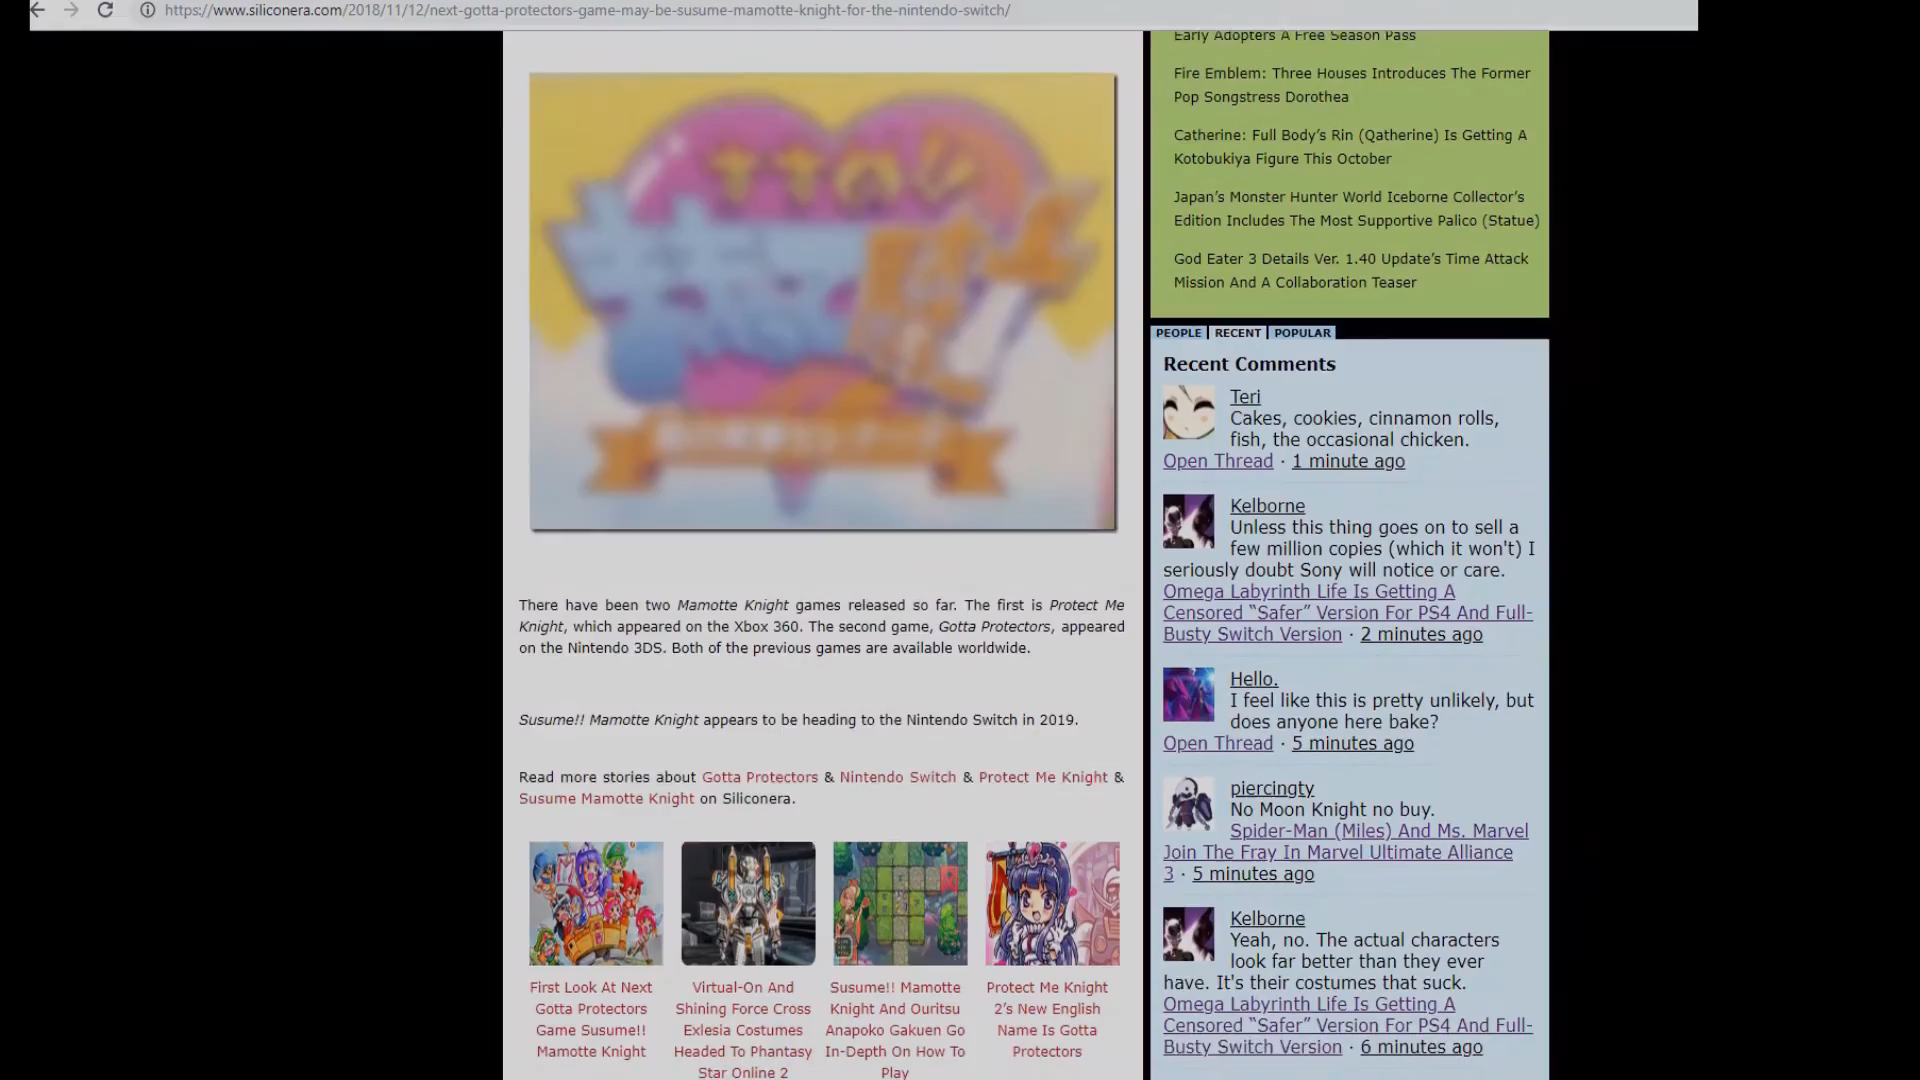 https://www.siliconera.com/2018/11/12/next-gotta-protectors-game-may-be-susume-mamotte-knight-for-the-nintendo-switch/
There have been two Mamotte Knight games released so far. The first is Protect Me
Knight, which appeared on the Xbox 360. The second game, Gotta Protectors, appeared
on the Nintendo 3DS. Both of the previous games are available worldwide.
Susume!! Mamotte Knight appears to be heading to the Nintendo Switch in 2019.
Read more stories about Gotta Protectors & Nintendo Switch & Protect Me Knight &
Susume Mamotte Knight on Siliconera.
First Look At Next
Gotta Protectors
Game Susume!!
Mamotte Knight
Virtual-On And
Shining Force Cross
Exlesia Costumes
Headed To Phantasy
Star Online 2
Susume!! Mamotte
Knight And Ouritsu
Anapoko Gakuen Go
In-Depth On How To
Play
Protect Me Knight
2's New English
Name Is Gotta
Protectors
Early Adopters A Free Season Pass
Fire Emblem: Three Houses Introduces The Former
Pop Songstress Dorothea
Catherine: Full Body's Rin (Qatherine) Is Getting A
Kotobukiya Figure This October
Japan's Monster Hunter World Iceborne Collector's
Edition Includes The Most Supportive Palico (Statue)
God Eater 3 Details Ver. 1.40 Update's Time Attack
Mission And A Collaboration Teaser
PEOPLE RECENT POPULAR
Recent Comments
Teri
Cakes, cookies, cinnamon rolls,
fish, the occasional chicken.
Open Thread · 1 minute ago
Kelborne
Unless this thing goes on to sell a
few million copies (which it won't) I
seriously doubt Sony will notice or care.
Omega Labyrinth Life Is Getting A
Censored “Safer” Version For PS4 And Full-
Busty Switch Version · 2 minutes ago
Hello.
I feel like this is pretty unlikely, but
does anyone here bake?
Open Thread · 5 minutes ago
piercingty
No Moon Knight no buy.
Spider-Man (Miles) And Ms. Marvel
Join The Fray In Marvel Ultimate Alliance
3 · 5 minutes ago
Kelborne
Yeah, no. The actual characters
look far better than they ever
have. It's their costumes that suck.
Omega Labyrinth Life Is Getting A
Censored “Safer” Version For PS4 And Full-
Busty Switch Version · 6 minutes ago